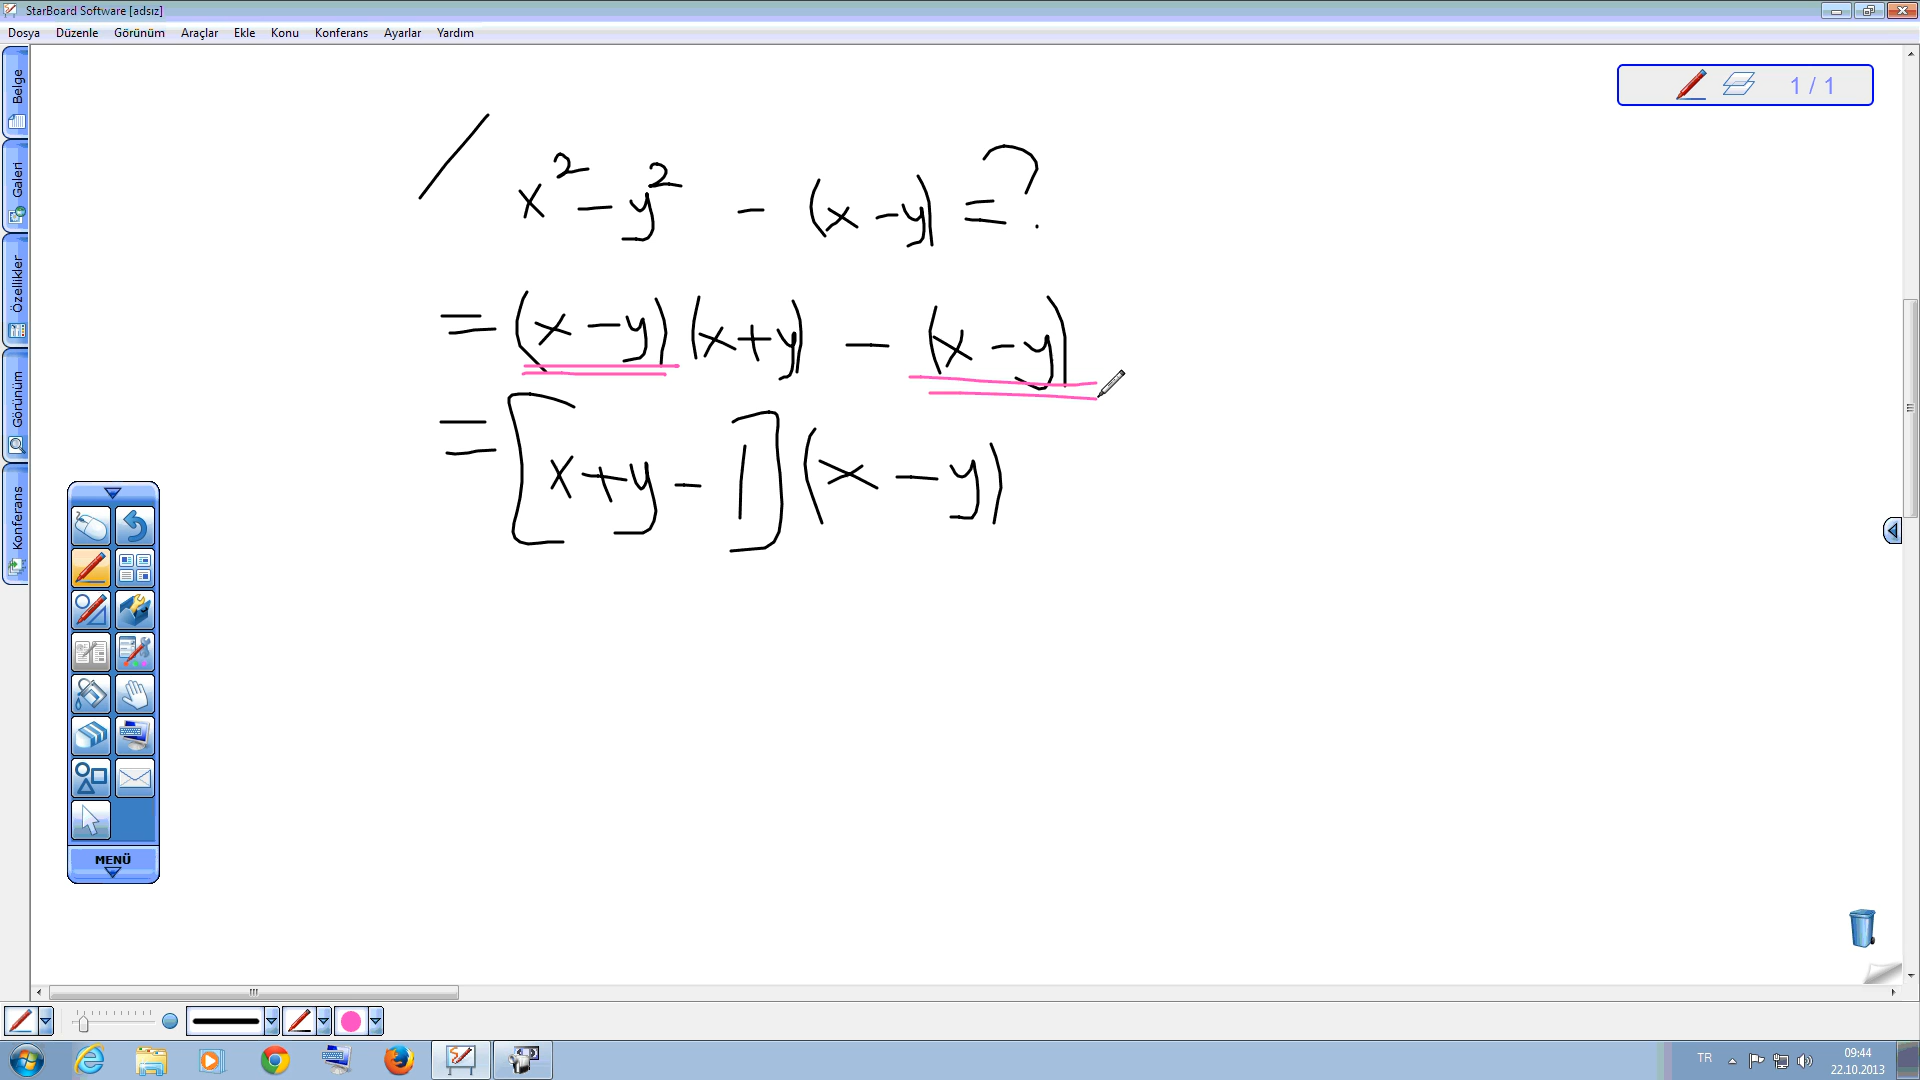 StarBoard Software [adsız]
Dosya Düzenle Görünüm Araçlar Ekle Konu Konferans Ayarlar Yardım
Belge
Galeri
Özellikler
Görünüm
Konferans
1 / 1
x² - y² - (x - y) = ?
= (x - y) (x + y) - (x - y)
= [x + y - 1] (x - y)
MENÜ
TR
09:44
22.10.2013